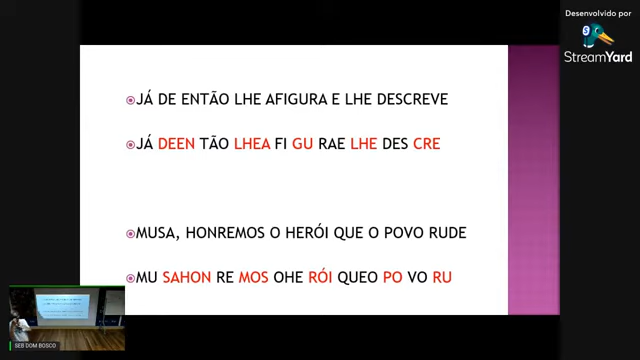 Desenvolvido por
StreamYard
JÁ DE ENTÃO LHE AFIGURA E LHE DESCREVE
JÁ DEEN TÃO LHEA FI GU RAE LHE DES CRE
MUSA, HONREMOS O HERÓI QUE O POVO RUDE
MU SAHON RE MOS OHE RÓI QUEO PO VO RU
SEB DOM BOSCO